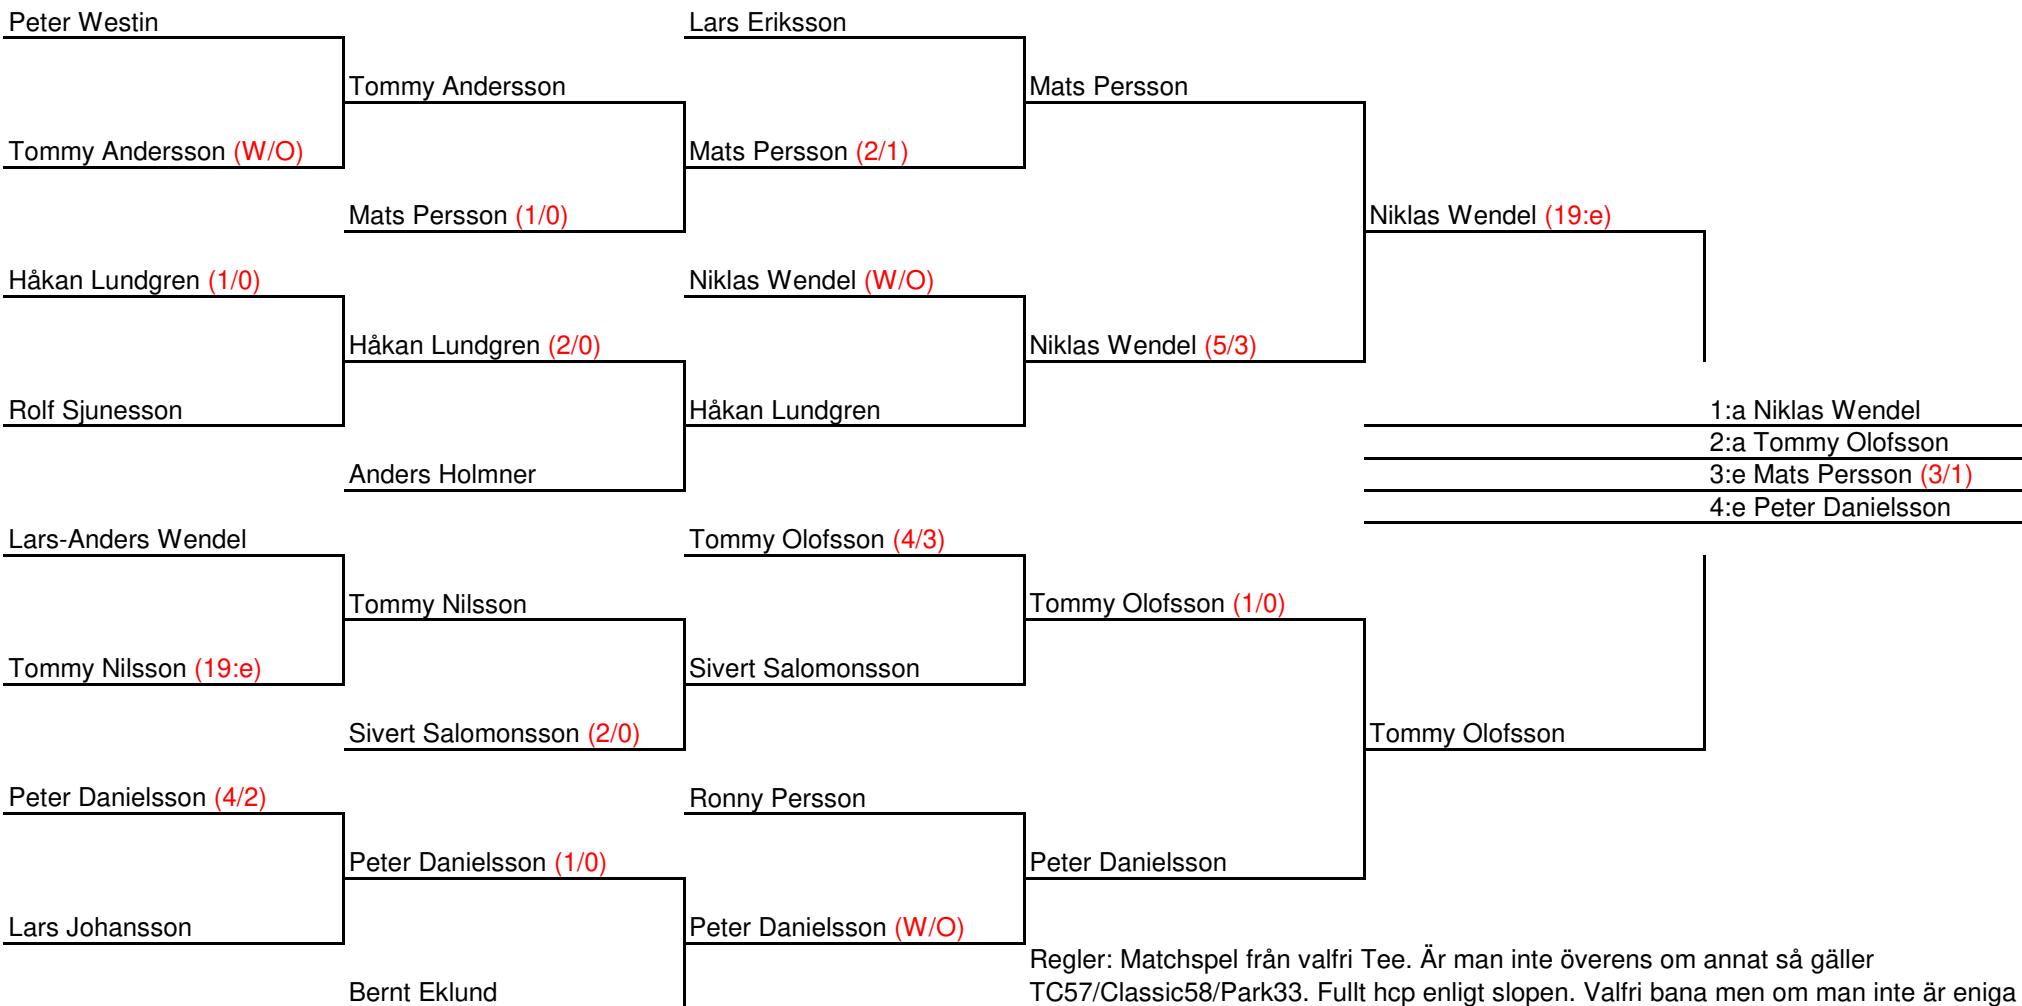 Peter Westin
Lars Eriksson
Tommy Andersson
Mats Persson
Tommy Andersson (W/O)
Mats Persson (2/1)
Mats Persson (1/0)
Niklas Wendel (19:e)
Håkan Lundgren (1/0)
Niklas Wendel (W/O)
Håkan Lundgren (2/0)
Niklas Wendel (5/3)
Rolf Sjunesson
Håkan Lundgren
1:a Niklas Wendel
2:a Tommy Olofsson
Anders Holmner
3:e Mats Persson (3/1)
4:e Peter Danielsson
Lars-Anders Wendel
Tommy Olofsson (4/3)
Tommy Nilsson
Tommy Olofsson (1/0)
Tommy Nilsson (19:e)
Sivert Salomonsson
Sivert Salomonsson (2/0)
Tommy Olofsson
Peter Danielsson (4/2)
Ronny Persson
Peter Danielsson (1/0)
Peter Danielsson
Lars Johansson
Peter Danielsson (W/O)
Regler: Matchspel från valfri Tee. Är man inte överens om annat så gäller
Bernt Eklund
TC57/Classic58/Park33. Fullt hcp enligt slopen. Valfri bana men om man inte är eniga